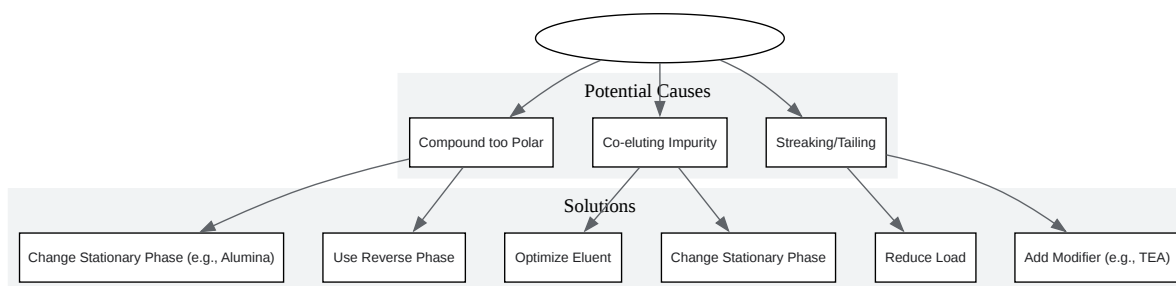 Potential Causes
Compound too Polar
Co-eluting Impurity
Streaking/Tailing
Solutions
Change Stationary Phase (e.g., Alumina)
Use Reverse Phase
Optimize Eluent
Change Stationary Phase
Reduce Load
Add Modifier (e.g., TEA)